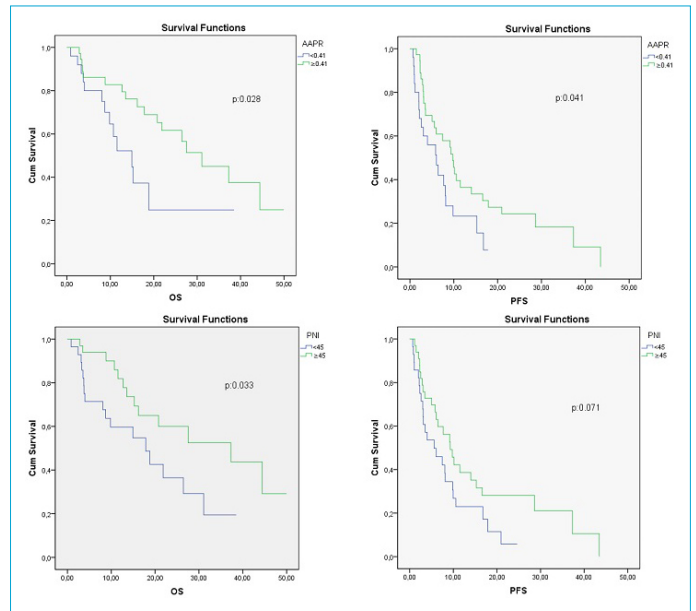 Survival Functions
AAPR
<0.41
≥0.41
p:0.028
Cum Survival
1,0
0,8
0,6
0,4
0,2
0,0
0,00 10,00 20,00 30,00 40,00 50,00
OS
Survival Functions
AAPR
<0.41
≥0.41
p:0.041
Cum Survival
1,0
0,8
0,6
0,4
0,2
0,0
0,00 10,00 20,00 30,00 40,00 50,00
PFS
Survival Functions
PNI
<45
≥45
p:0.033
Cum Survival
1,0
0,8
0,6
0,4
0,2
0,0
0,00 10,00 20,00 30,00 40,00 50,00
OS
Survival Functions
PNI
<45
≥45
p:0.071
Cum Survival
1,0
0,8
0,6
0,4
0,2
0,0
0,00 10,00 20,00 30,00 40,00 50,00
PFS